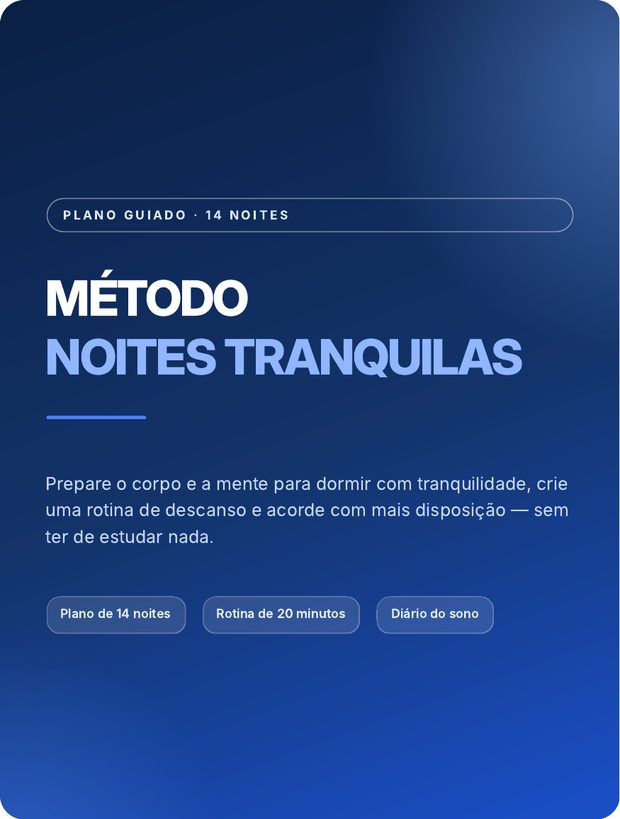 PLANO GUIADO · 14 NOITES
MÉTODO
NOITES TRANQUILAS
Prepare o corpo e a mente para dormir com tranquilidade, crie
uma rotina de descanso e acorde com mais disposição — sem
ter de estudar nada.
Plano de 14 noites
Rotina de 20 minutos
Diário do sono